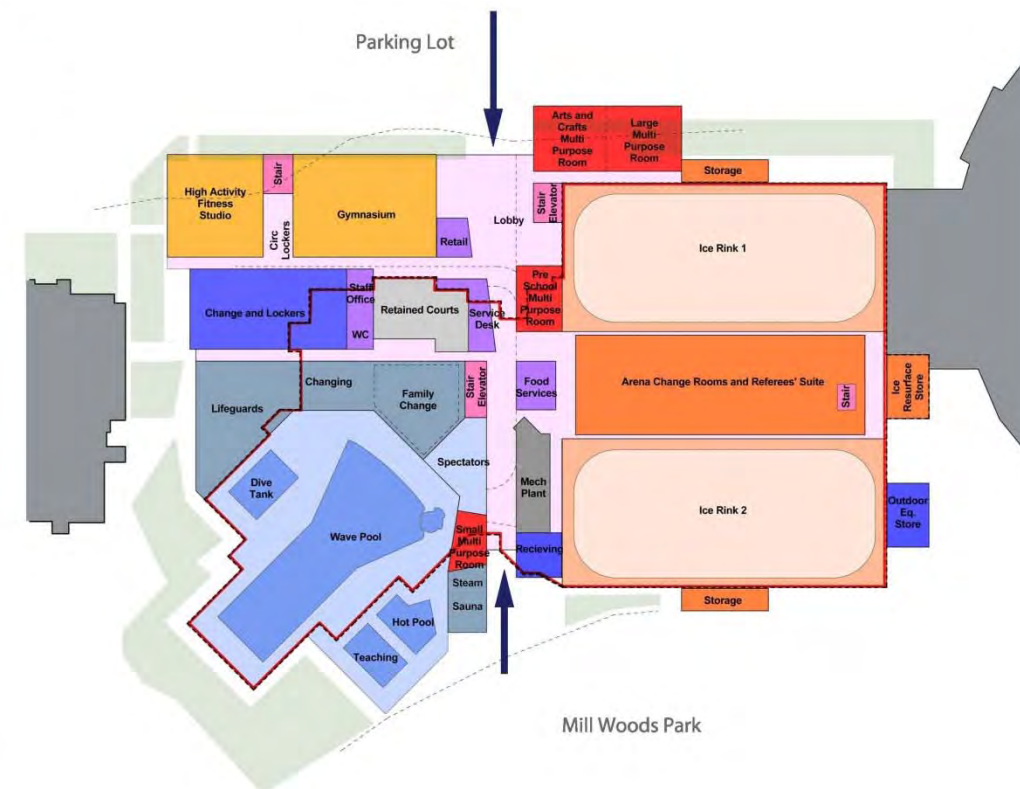 Parking Lot
Arts and
Crafts
Multi
Purpose
Room
Large
Multi
Purpose
Room
Storage
High Activity
Fitness
Studio
Stair
Circ
Lockers
Gymnasium
Retail
Lobby
Stair
Elevator
Ice Rink 1
Change and Lockers
Staff
Office
WC
Retained Courts
Service
Desk
Pre
School
Multi
Purpose
Room
Lifeguards
Changing
Family
Change
Stair
Elevator
Food
Services
Arena Change Rooms and Referees' Suite
Stair
Ice
Resurface
Store
Spectators
Dive
Tank
Wave Pool
Mech
Plant
Ice Rink 2
Outdoor
Eq.
Store
Small
Multi
Purpose
Room
Recieving
Steam
Sauna
Hot Pool
Teaching
Storage
Mill Woods Park